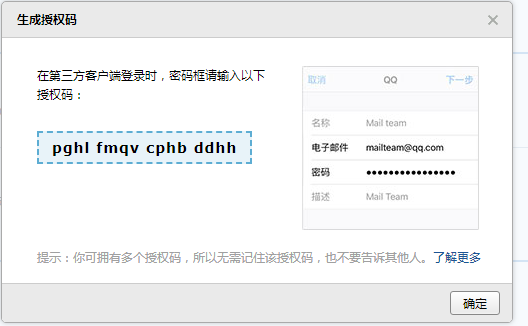 生成授权码
在第三方客户端登录时，密码框请输入以下
授权码：
pghl fmqv cphb ddhh
取消 QQ 下一步
名称 Mail team
电子邮件 mailteam@qq.com
密码 ●●●●●●●●●●●●●●●●
描述 Mail Team
提示：你可拥有多个授权码，所以无需记住该授权码，也不要告诉其他人。了解更多
确定